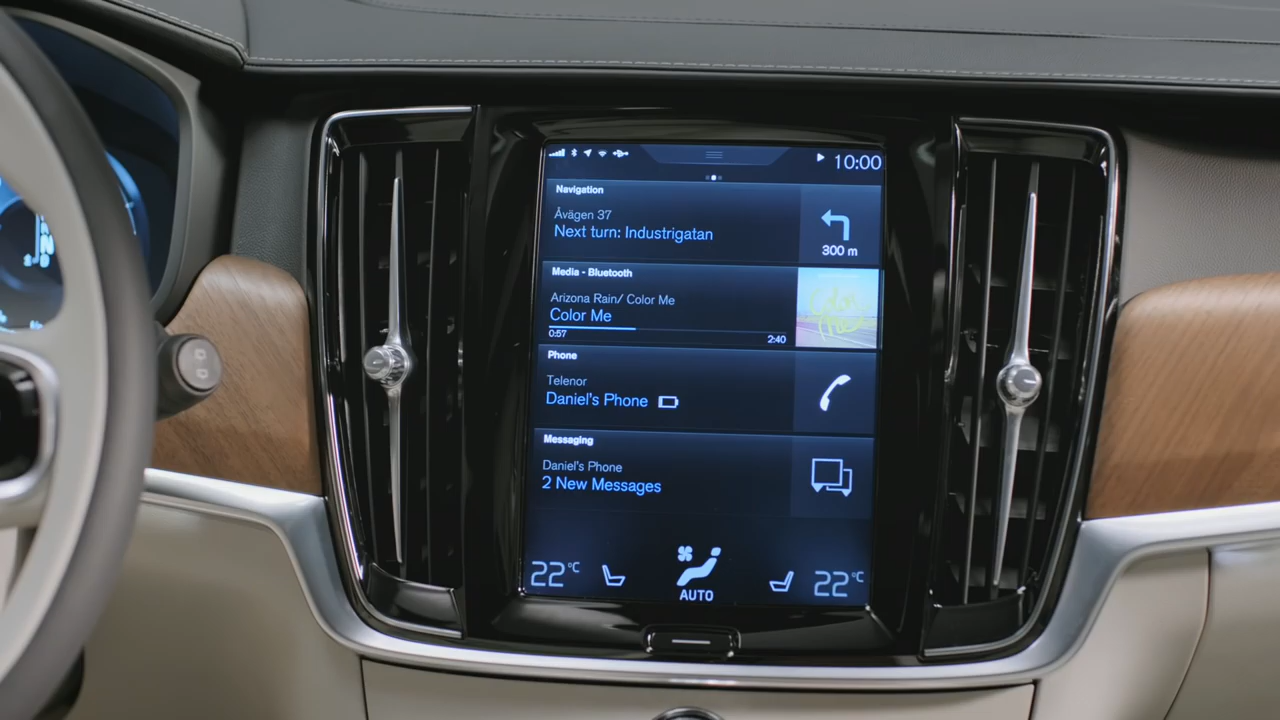 10:00
Navigation
Åvägen 37
Next turn: Industrigatan
300 m
Media - Bluetooth
Arizona Rain/ Color Me
Color Me
0:57
2:40
Phone
Telenor
Daniel's Phone
Messaging
Daniel's Phone
2 New Messages
22°C
AUTO
22°C